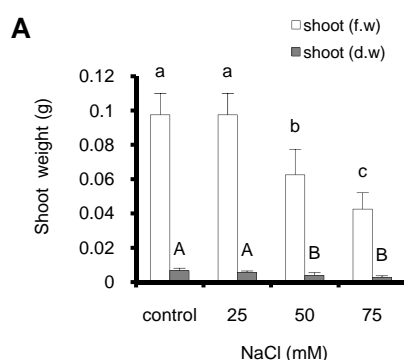 A
shoot (f.w)
shoot (d.w)
Shoot weight (g)
0.12
0.1
0.08
0.06
0.04
0.02
0
a
a
b
c
A
A
B
B
control
25
50
75
NaCl (mM)